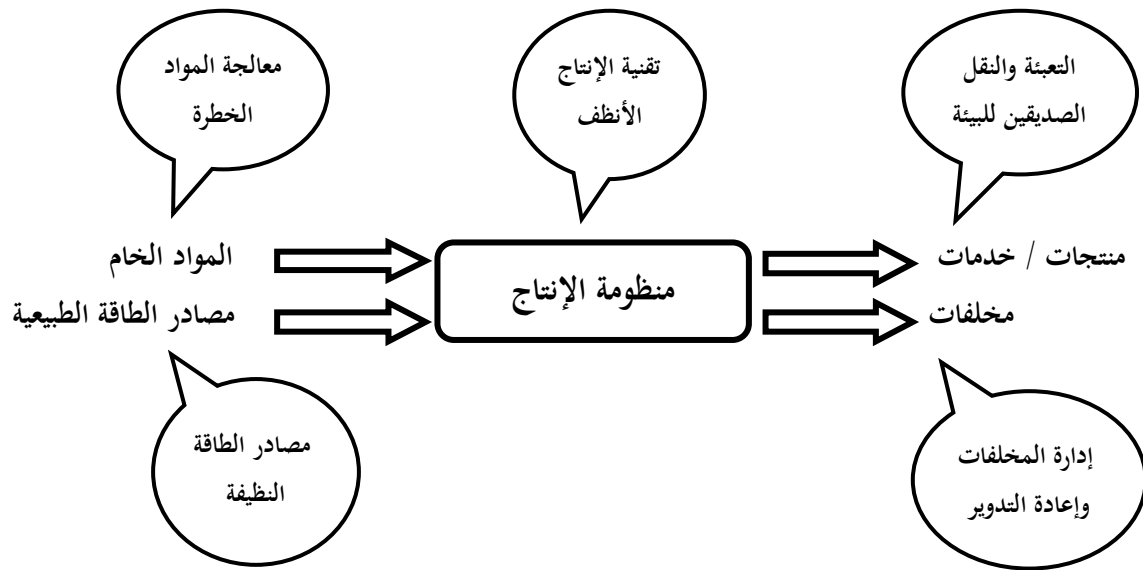 معالجة المواد
الخطرة
تقنية الإنتاج
الأنظف
التعبئة والنقل
الصديقين للبيئة
المواد الخام
مصادر الطاقة الطبيعية
منظومة الإنتاج
منتجات / خدمات
مخلفات
مصادر الطاقة
النظيفة
إدارة المخلفات
وإعادة التدوير